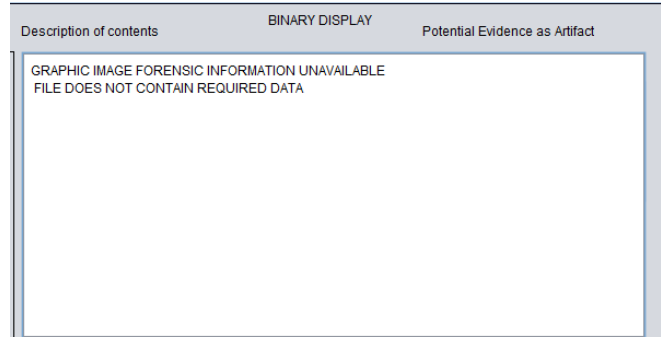 BINARY DISPLAY
Description of contents
Potential Evidence as Artifact
GRAPHIC IMAGE FORENSIC INFORMATION UNAVAILABLE
FILE DOES NOT CONTAIN REQUIRED DATA